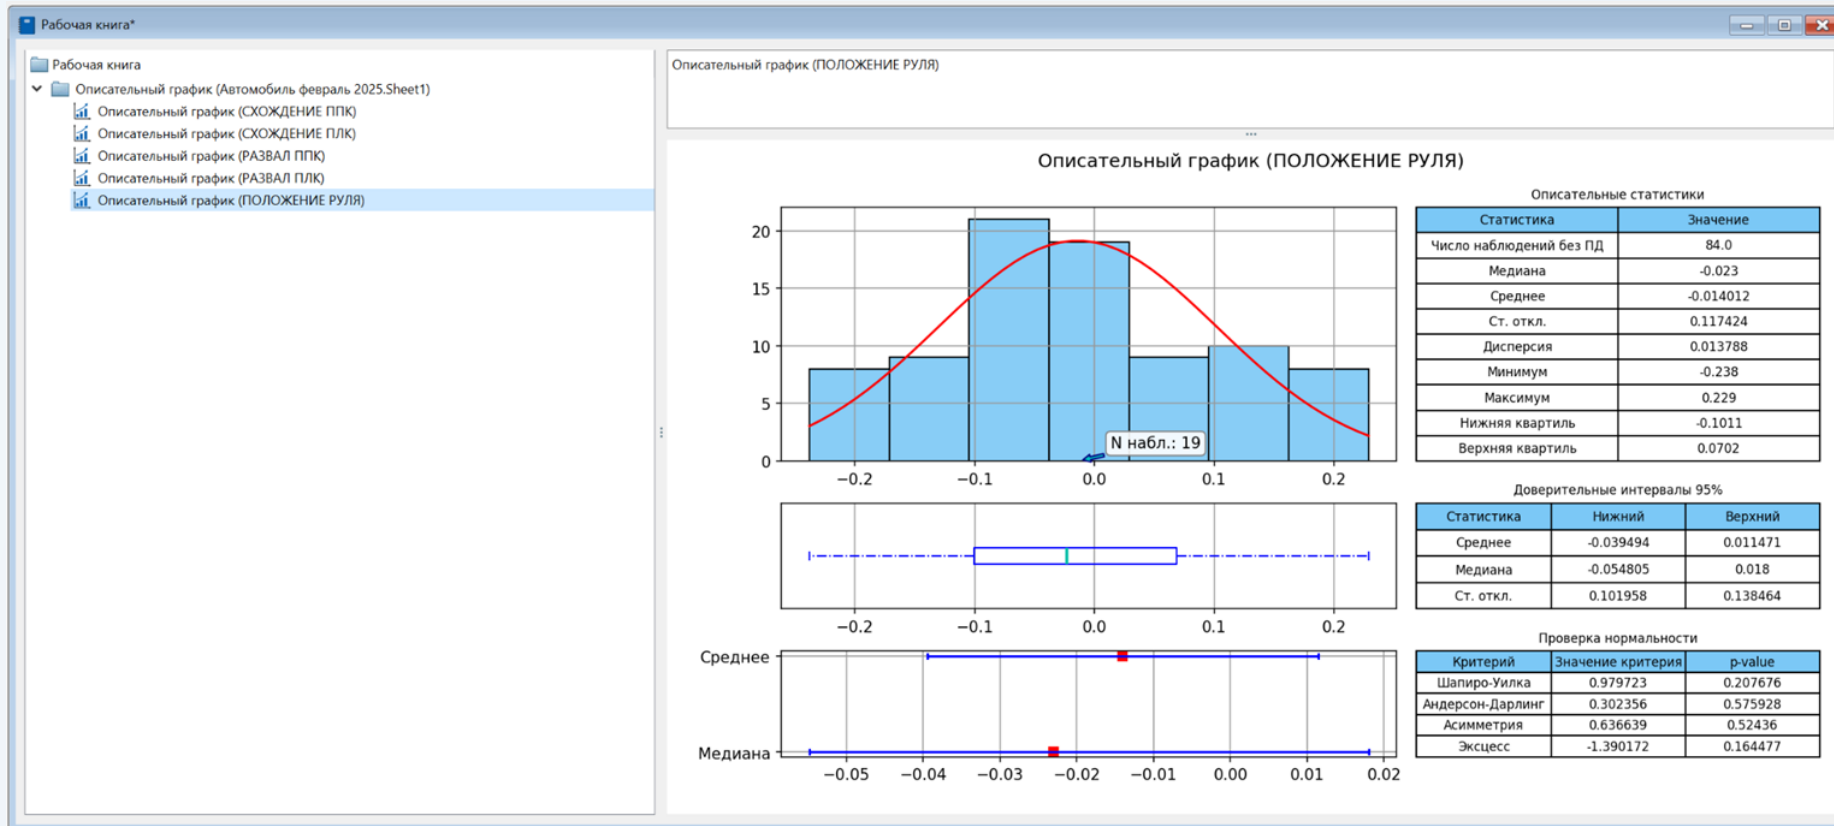 Рабочая книга*
Рабочая книга
Описательный график (Автомобиль февраль 2025.Sheet1)
Описательный график (СХОЖДЕНИЕ ППК)
Описательный график (СХОЖДЕНИЕ ПЛК)
Описательный график (РАЗВАЛ ППК)
Описательный график (РАЗВАЛ ПЛК)
Описательный график (ПОЛОЖЕНИЕ РУЛЯ)
Описательный график (ПОЛОЖЕНИЕ РУЛЯ)
Описательный график (ПОЛОЖЕНИЕ РУЛЯ)
20
15
10
5
0
N набл.: 19
−0.2 −0.1 0.0 0.1 0.2
−0.2 −0.1 0.0 0.1 0.2
Среднее
Медиана
−0.05 −0.04 −0.03 −0.02 −0.01 0.00 0.01 0.02
Описательные статистики
Статистика Значение
Число наблюдений без ПД 84.0
Медиана -0.023
Среднее -0.014012
Ст. откл. 0.117424
Дисперсия 0.013788
Минимум -0.238
Максимум 0.229
Нижняя квартиль -0.1011
Верхняя квартиль 0.0702
Доверительные интервалы 95%
Статистика Нижний Верхний
Среднее -0.039494 0.011471
Медиана -0.054805 0.018
Ст. откл. 0.101958 0.138464
Проверка нормальности
Критерий Значение критерия p-value
Шапиро-Уилка 0.979723 0.207676
Андерсон-Дарлинг 0.302356 0.575928
Асимметрия 0.636639 0.52436
Эксцесс -1.390172 0.164477